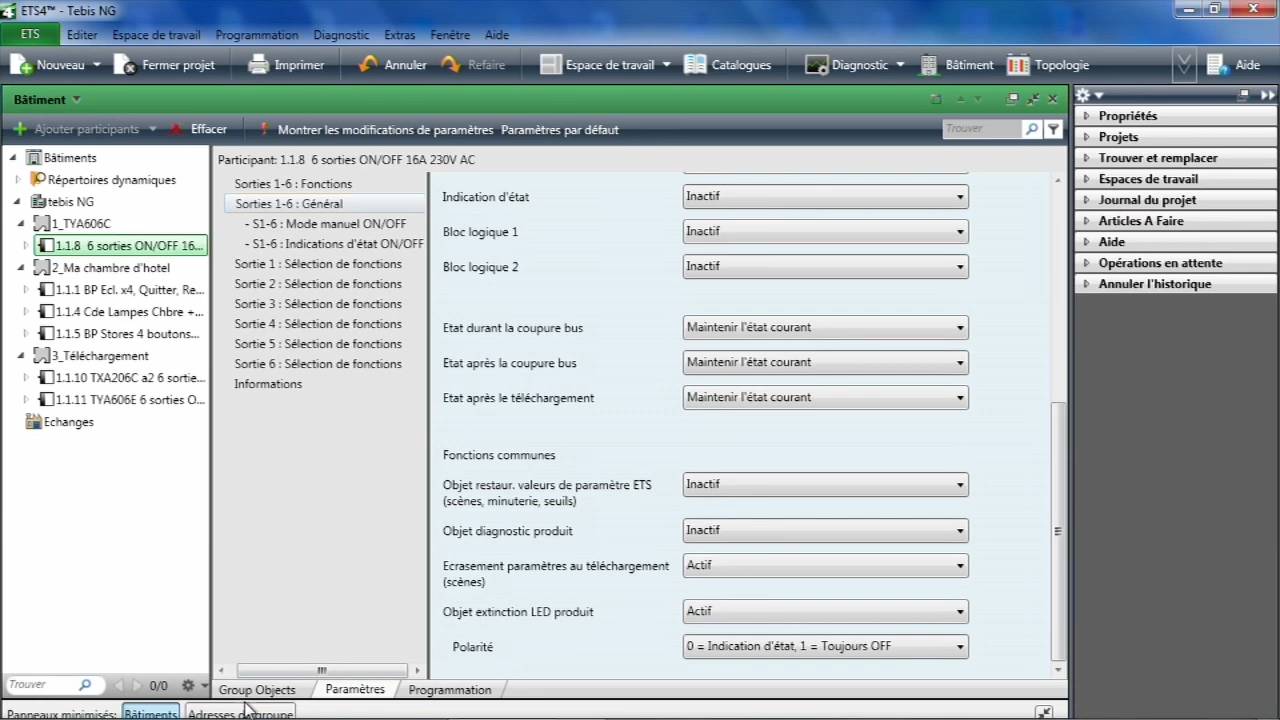 ETS4™ - Tebis NG
ETS Editer Espace de travail Programmation Diagnostic Extras Fenêtre Aide
Nouveau Fermer projet Imprimer Annuler Refaire Espace de travail Catalogues Diagnostic Bâtiment Topologie Aide
Bâtiment
Ajouter participants Effacer Montrer les modifications de paramètres Paramètres par défaut Trouver
Bâtiments
Répertoires dynamiques
tebis NG
1_TYA606C
1.1.8 6 sorties ON/OFF 16...
2_Ma chambre d'hotel
1.1.1 BP Ecl. x4, Quitter, Re...
1.1.4 Cde Lampes Chbre +...
1.1.5 BP Stores 4 boutons...
3_Téléchargement
1.1.10 TXA206C a2 6 sortie...
1.1.11 TYA606E 6 sorties O...
Echanges
Trouver 0/0
Participant: 1.1.8 6 sorties ON/OFF 16A 230V AC
Sorties 1-6 : Fonctions
Sorties 1-6 : Général
- S1-6 : Mode manuel ON/OFF
- S1-6 : Indications d'état ON/OFF
Sortie 1 : Sélection de fonctions
Sortie 2 : Sélection de fonctions
Sortie 3 : Sélection de fonctions
Sortie 4 : Sélection de fonctions
Sortie 5 : Sélection de fonctions
Sortie 6 : Sélection de fonctions
Informations
Indication d'état Inactif
Bloc logique 1 Inactif
Bloc logique 2 Inactif
Etat durant la coupure bus Maintenir l'état courant
Etat après la coupure bus Maintenir l'état courant
Etat après le téléchargement Maintenir l'état courant
Fonctions communes
Objet restaur. valeurs de paramètre ETS Inactif
(scènes, minuterie, seuils)
Objet diagnostic produit Inactif
Ecrasement paramètres au téléchargement Actif
(scènes)
Objet extinction LED produit Actif
Polarité 0 = Indication d'état, 1 = Toujours OFF
Group Objects Paramètres Programmation
Propriétés
Projets
Trouver et remplacer
Espaces de travail
Journal du projet
Articles A Faire
Aide
Opérations en attente
Annuler l'historique
Panneaux minimisés: Bâtiments Adresses de groupe